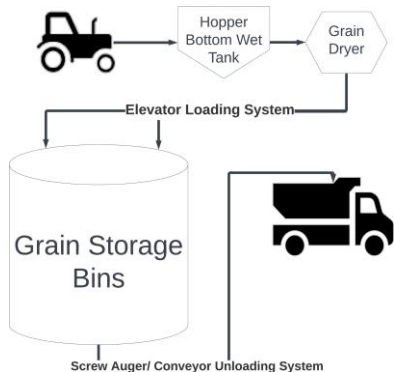 Hopper
Bottom Wet
Tank
Grain
Dryer
Elevator Loading System
Grain Storage
Bins
Screw Auger/ Conveyor Unloading System